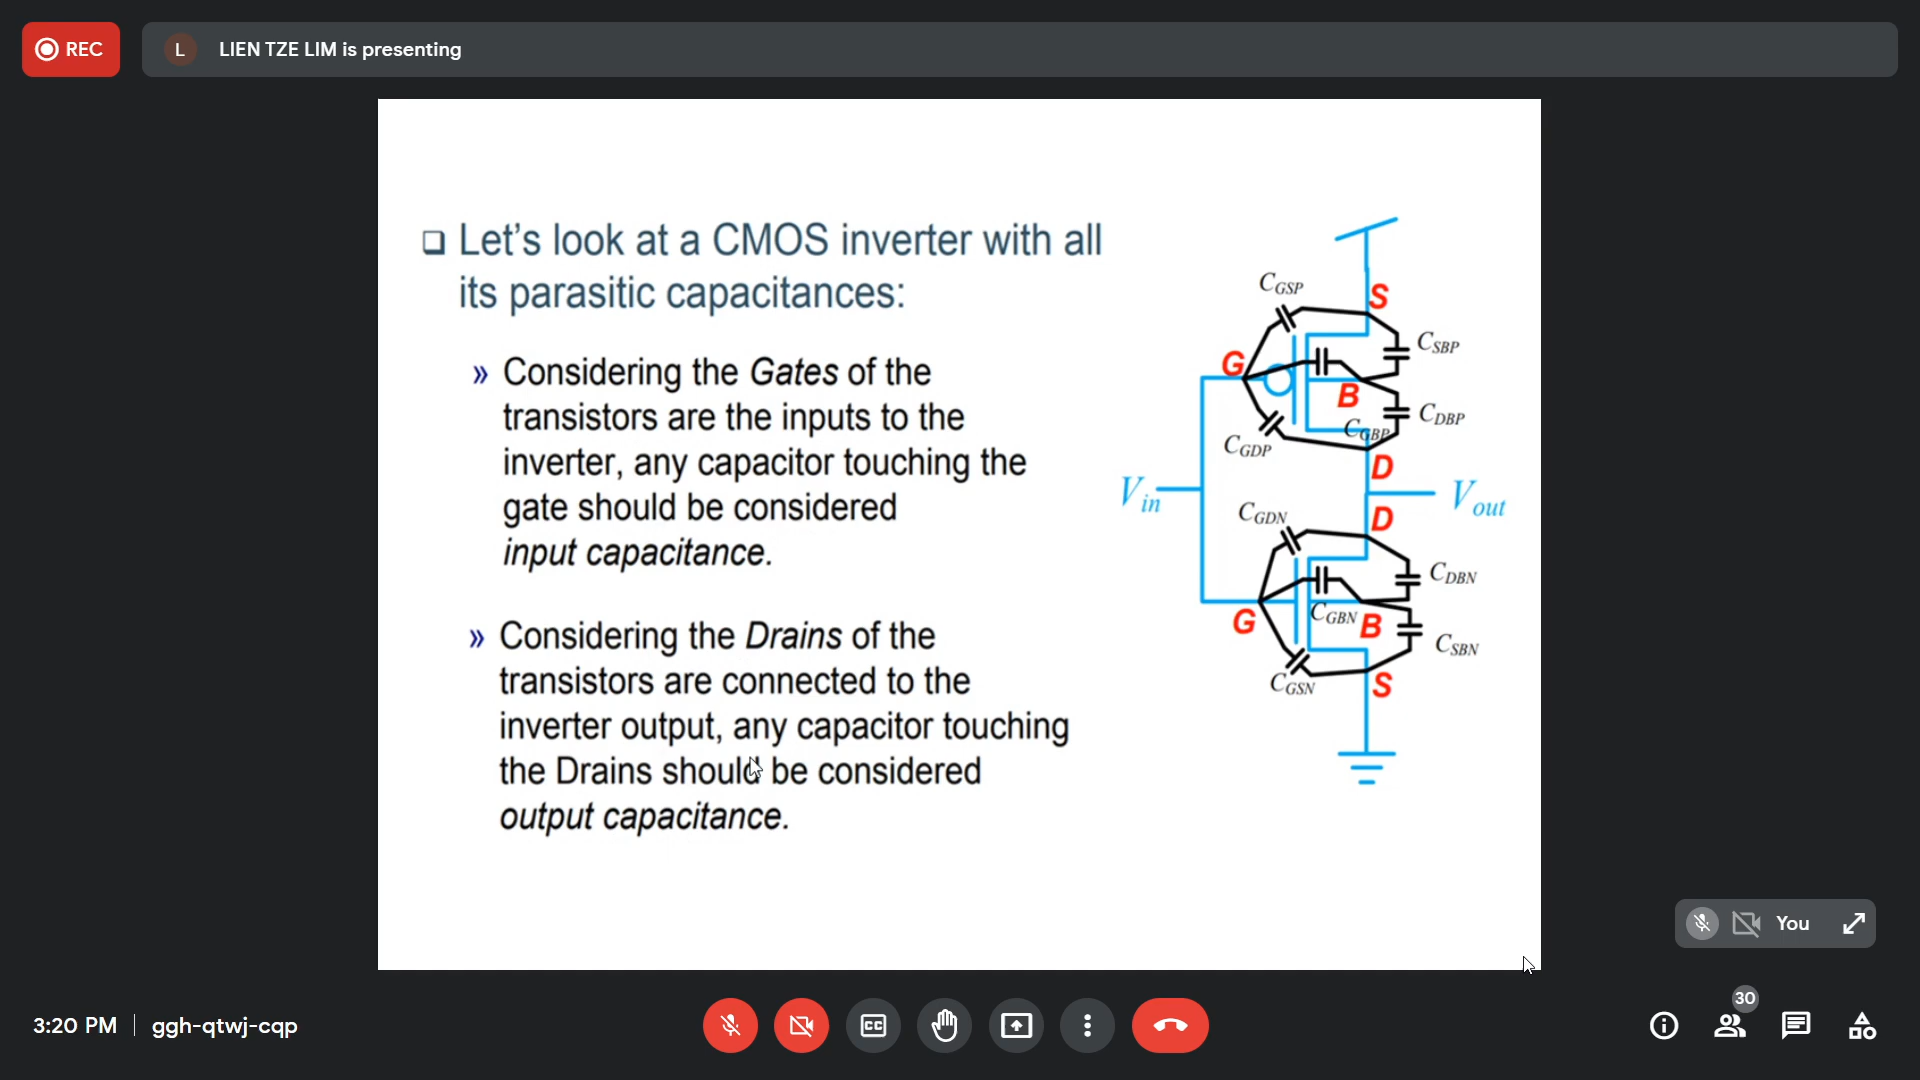 REC
L
LIEN TZE LIM is presenting
Let's look at a CMOS inverter with all
its parasitic capacitances:
» Considering the Gates of the
transistors are the inputs to the
inverter, any capacitor touching the
gate should be considered
input capacitance.
» Considering the Drains of the
transistors are connected to the
inverter output, any capacitor touching
the Drains should be considered
output capacitance.
CGSP
S
CSBP
G
B
CDBP
CGBP
CGDP
D
Vin
Vout
CGDN
D
CDBN
CGBN
G
B
CSBN
CGSN
S
You
3:20 PM
ggh-qtwj-cqp
CC
30